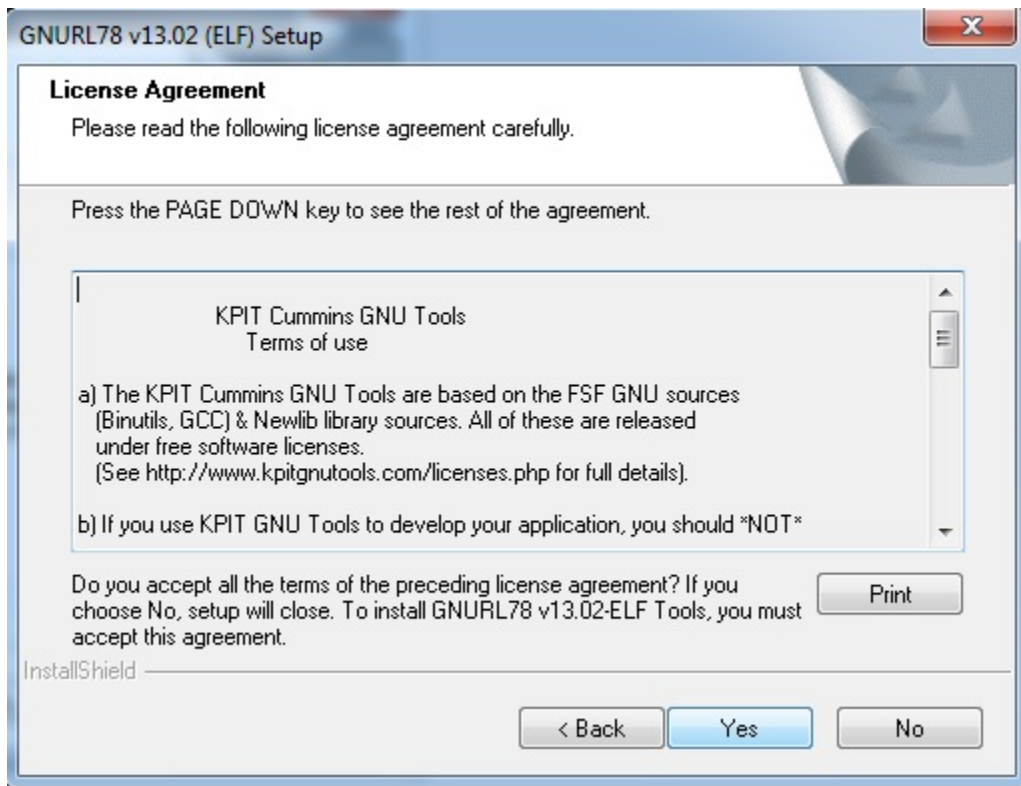 GNURL78 v13.02 (ELF) Setup
License Agreement
Please read the following license agreement carefully.
Press the PAGE DOWN key to see the rest of the agreement.
KPIT Cummins GNU Tools
Terms of use
a) The KPIT Cummins GNU Tools are based on the FSF GNU sources
(Binutils, GCC) & Newlib library sources. All of these are released
under free software licenses.
(See http://www.kpitgnutools.com/licenses.php for full details).
b) If you use KPIT GNU Tools to develop your application, you should *NOT*
Do you accept all the terms of the preceding license agreement? If you
choose No, setup will close. To install GNURL78 v13.02-ELF Tools, you must
accept this agreement.
Print
InstallShield
< Back
Yes
No